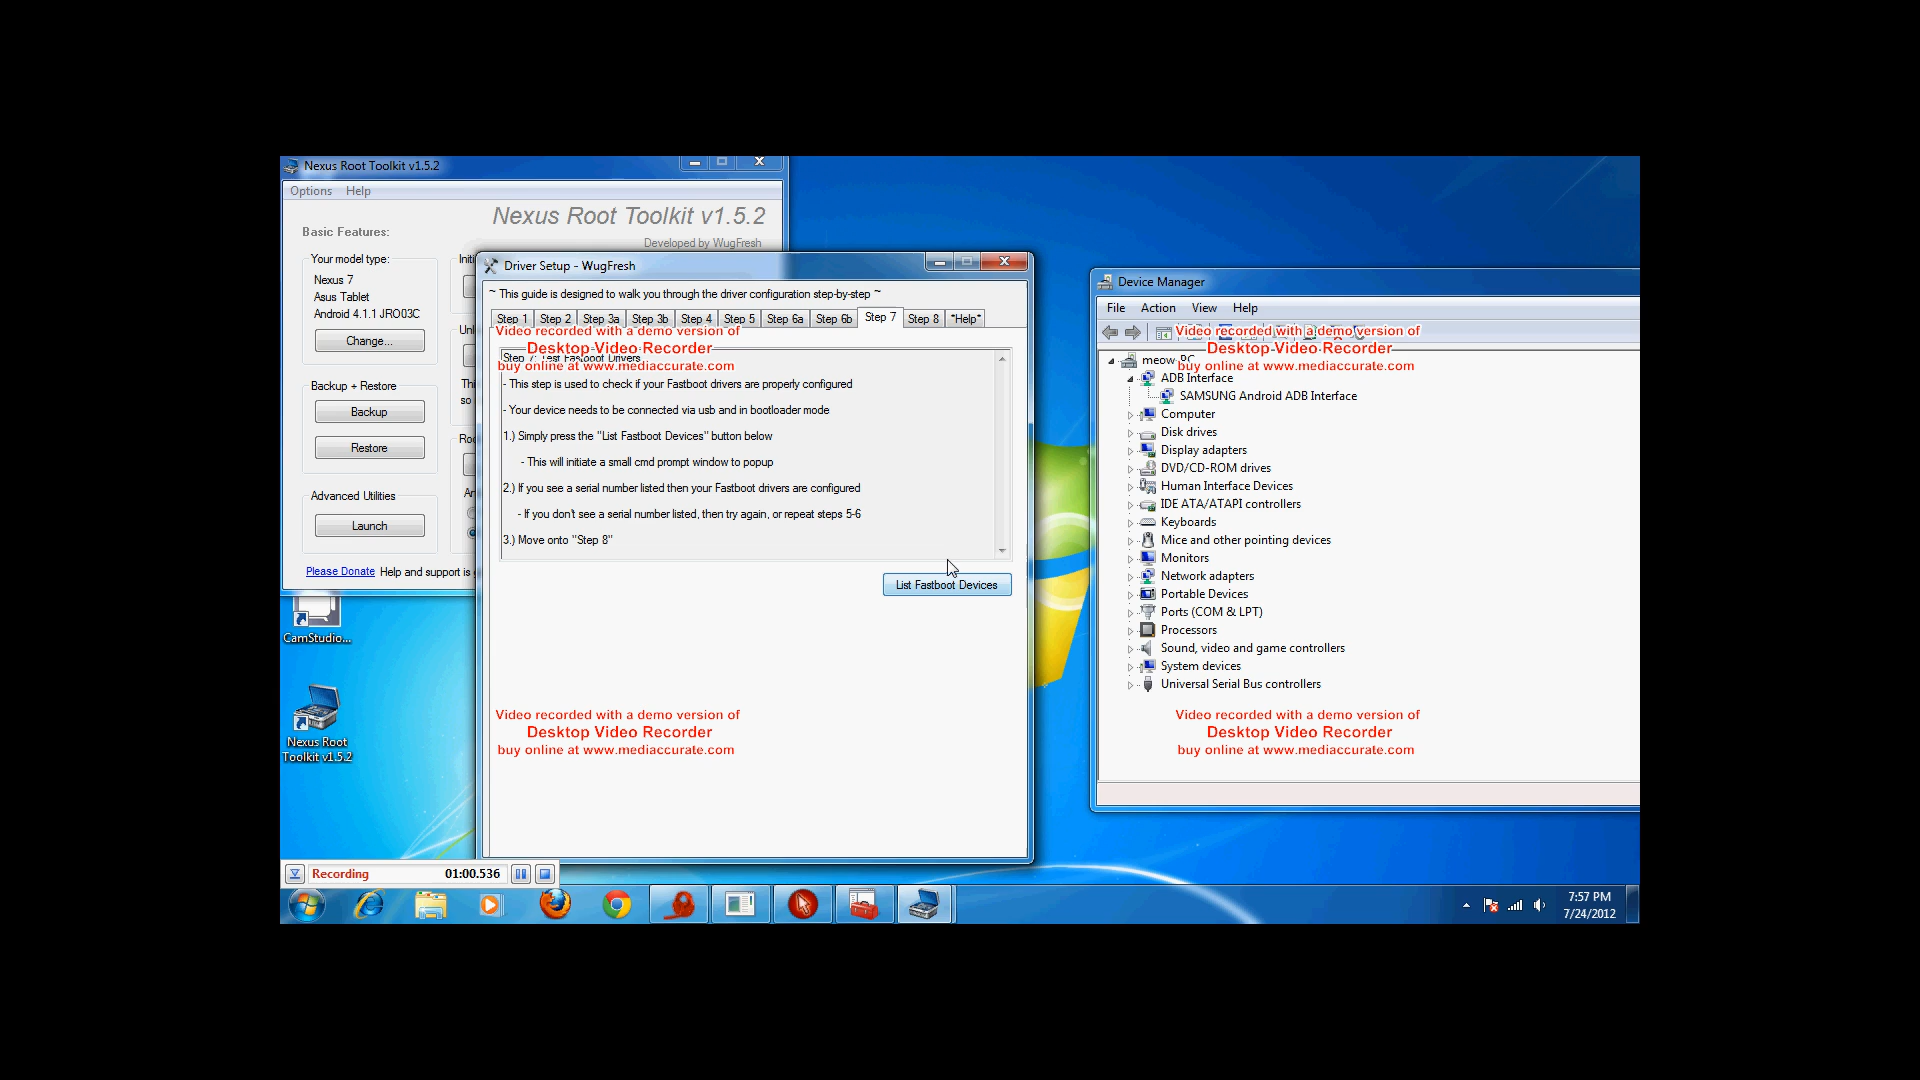 Nexus Root Toolkit v1.5.2
Options Help
Nexus Root Toolkit v1.5.2
Developed by WugFresh
Basic Features:
Your model type:
Nexus 7
Asus Tablet
Android 4.1.1 JRO03C
Change...
Backup + Restore
Backup
Restore
Advanced Utilities
Launch
Please Donate Help and support is
Driver Setup - WugFresh
~ This guide is designed to walk you through the driver configuration step-by-step ~
Step 1 Step 2 Step 3a Step 3b Step 4 Step 5 Step 6a Step 6b Step 7 Step 8 *Help*
Video recorded with a demo version of
Desktop Video Recorder
buy online at www.mediaccurate.com
Step 7: Test Fastboot Drivers
- This step is used to check if your Fastboot drivers are properly configured
- Your device needs to be connected via usb and in bootloader mode
1.) Simply press the "List Fastboot Devices" button below
- This will initiate a small cmd prompt window to popup
2.) If you see a serial number listed then your Fastboot drivers are configured
- If you don't see a serial number listed, then try again, or repeat steps 5-6
3.) Move onto "Step 8"
List Fastboot Devices
Video recorded with a demo version of
Desktop Video Recorder
buy online at www.mediaccurate.com
Device Manager
File Action View Help
Video recorded with a demo version of
Desktop Video Recorder
buy online at www.mediaccurate.com
meow-PC
ADB Interface
SAMSUNG Android ADB Interface
Computer
Disk drives
Display adapters
DVD/CD-ROM drives
Human Interface Devices
IDE ATA/ATAPI controllers
Keyboards
Mice and other pointing devices
Monitors
Network adapters
Portable Devices
Ports (COM & LPT)
Processors
Sound, video and game controllers
System devices
Universal Serial Bus controllers
Video recorded with a demo version of
Desktop Video Recorder
buy online at www.mediaccurate.com
CamStudio...
Nexus Root
Toolkit v1.5.2
Recording 01:00.536
7:57 PM
7/24/2012